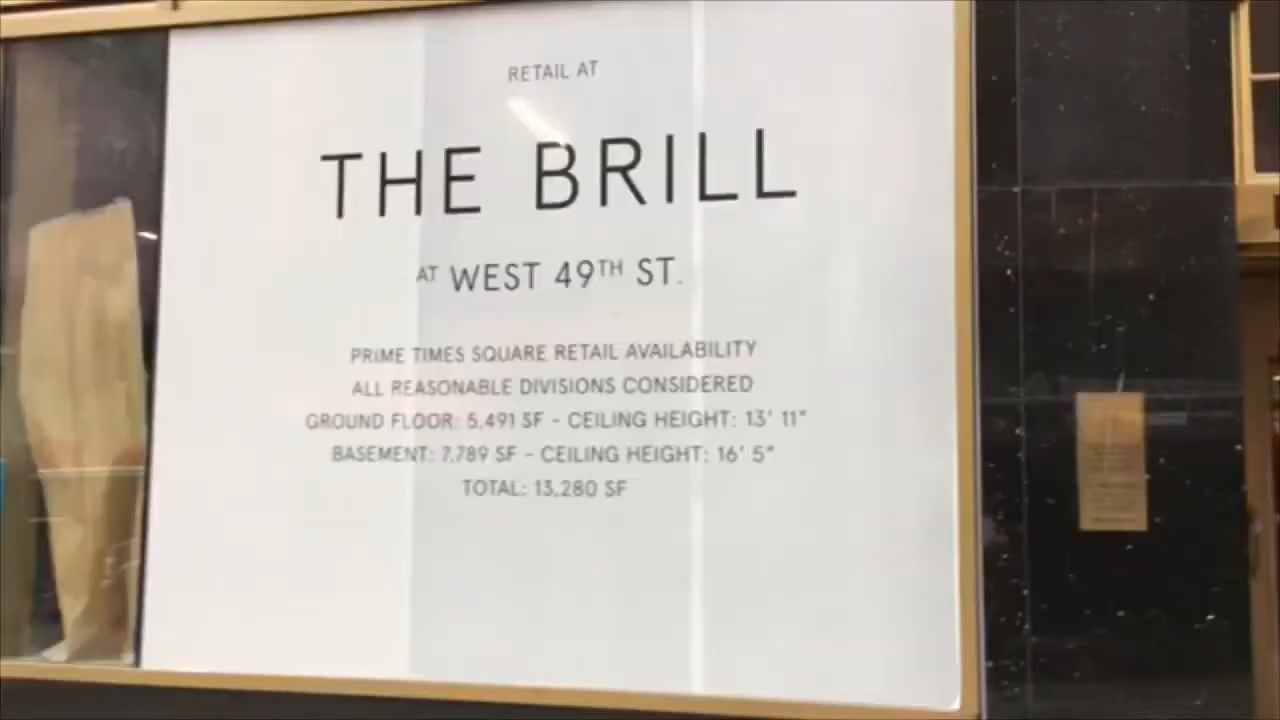 RETAIL AT
THE BRILL
AT WEST 49TH ST.
PRIME TIMES SQUARE RETAIL AVAILABILITY
ALL REASONABLE DIVISIONS CONSIDERED
GROUND FLOOR: 5,491 SF - CEILING HEIGHT: 13' 11"
BASEMENT: 7,789 SF - CEILING HEIGHT: 16' 5"
TOTAL: 13,280 SF